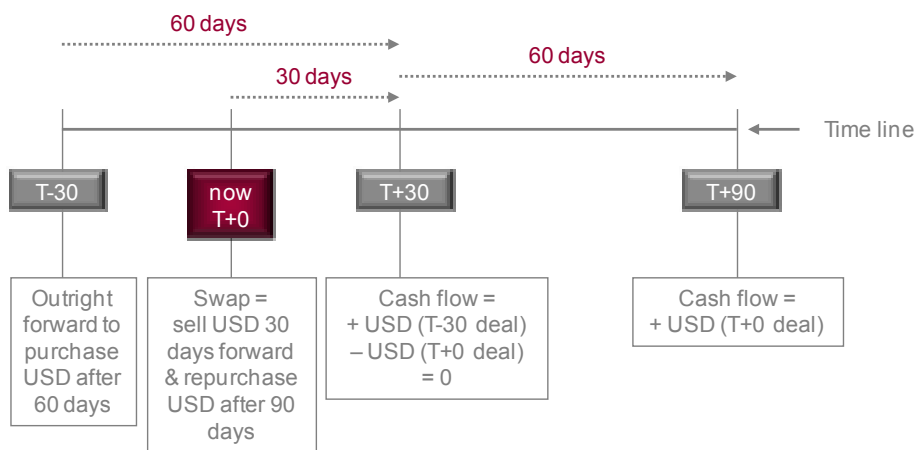 60 days
60 days
30 days
Time line
T-30
now
T+0
T+30
T+90
Outright
forward to
purchase
USD after
60 days
Swap =
sell USD 30
days forward
& repurchase
USD after 90
days
Cash flow =
+ USD (T-30 deal)
– USD (T+0 deal)
= 0
Cash flow =
+ USD (T+0 deal)